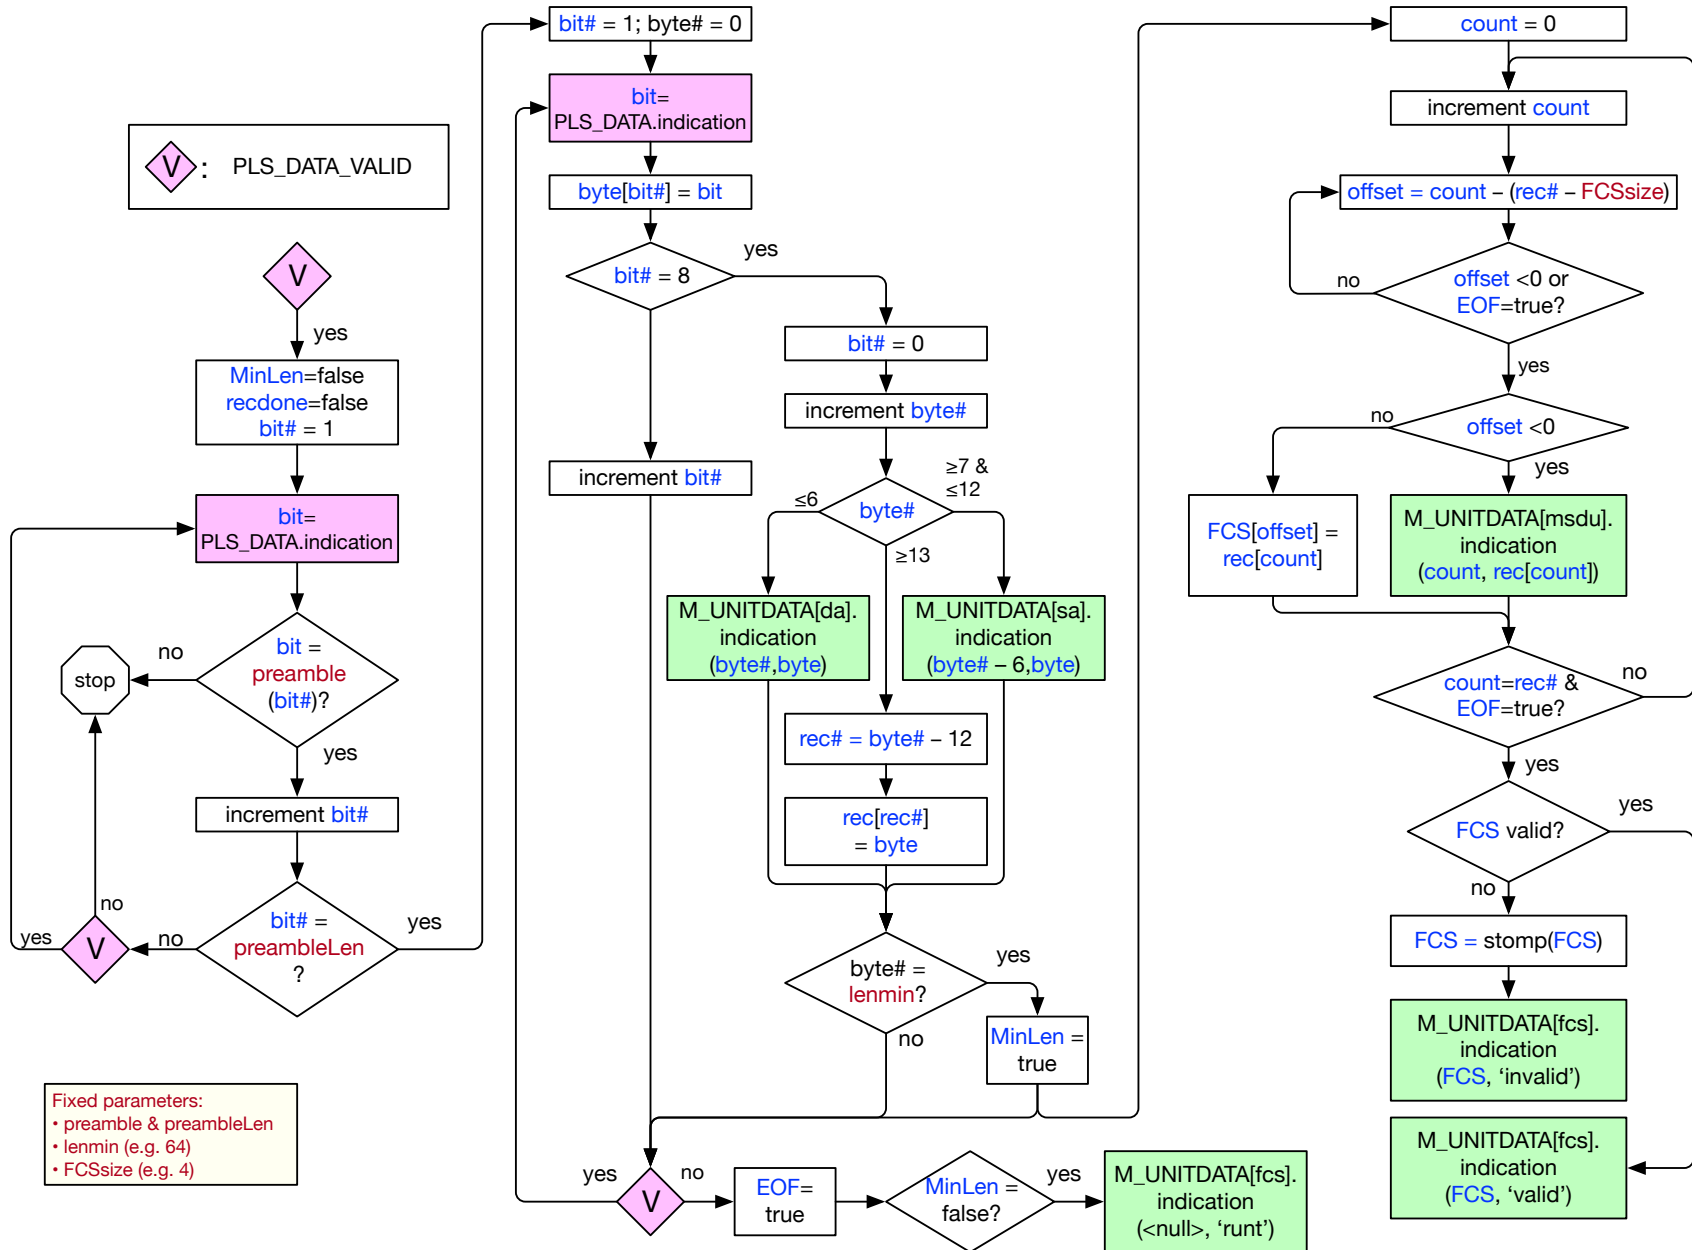 V : PLS_DATA_VALID
V
yes
MinLen=false
recdone=false
bit# = 1
bit=
PLS_DATA.indication
bit =
preamble
(bit#)?
no
stop
yes
increment bit#
bit# =
preambleLen
?
yes
no
V
no
yes
Fixed parameters:
• preamble & preambleLen
• lenmin (e.g. 64)
• FCSsize (e.g. 4)
bit# = 1; byte# = 0
bit=
PLS_DATA.indication
byte[bit#] = bit
bit# = 8
yes
bit# = 0
increment byte#
increment bit#
byte#
≤6
≥7 &
≤12
≥13
M_UNITDATA[da].
indication
(byte#,byte)
M_UNITDATA[sa].
indication
(byte# – 6,byte)
rec# = byte# – 12
rec[rec#]
= byte
byte# =
lenmin?
yes
no
MinLen =
true
V
yes
no
EOF=
true
MinLen =
false?
yes
M_UNITDATA[fcs].
indication
(<null>, ‘runt’)
count = 0
increment count
offset = count – (rec# – FCSsize)
offset <0 or
EOF=true?
no
yes
offset <0
no
yes
FCS[offset] =
rec[count]
M_UNITDATA[msdu].
indication
(count, rec[count])
count=rec# &
EOF=true?
no
yes
FCS valid?
yes
no
FCS = stomp(FCS)
M_UNITDATA[fcs].
indication
(FCS, ‘invalid’)
M_UNITDATA[fcs].
indication
(FCS, ‘valid’)